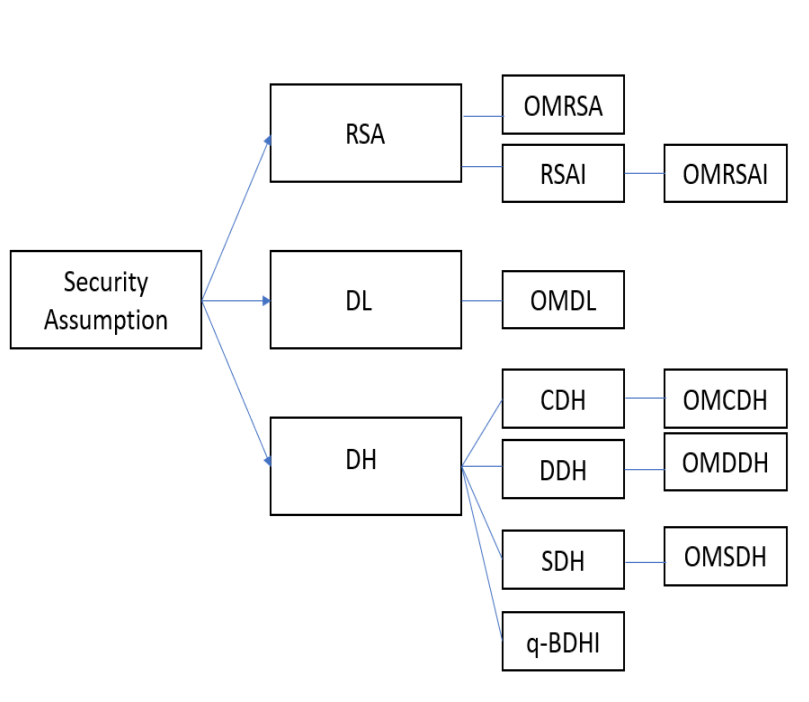 Security
Assumption
RSA
OMRSA
RSAI
OMRSAI
DL
OMDL
DH
CDH
OMCDH
DDH
OMDDH
SDH
OMSDH
q-BDHI